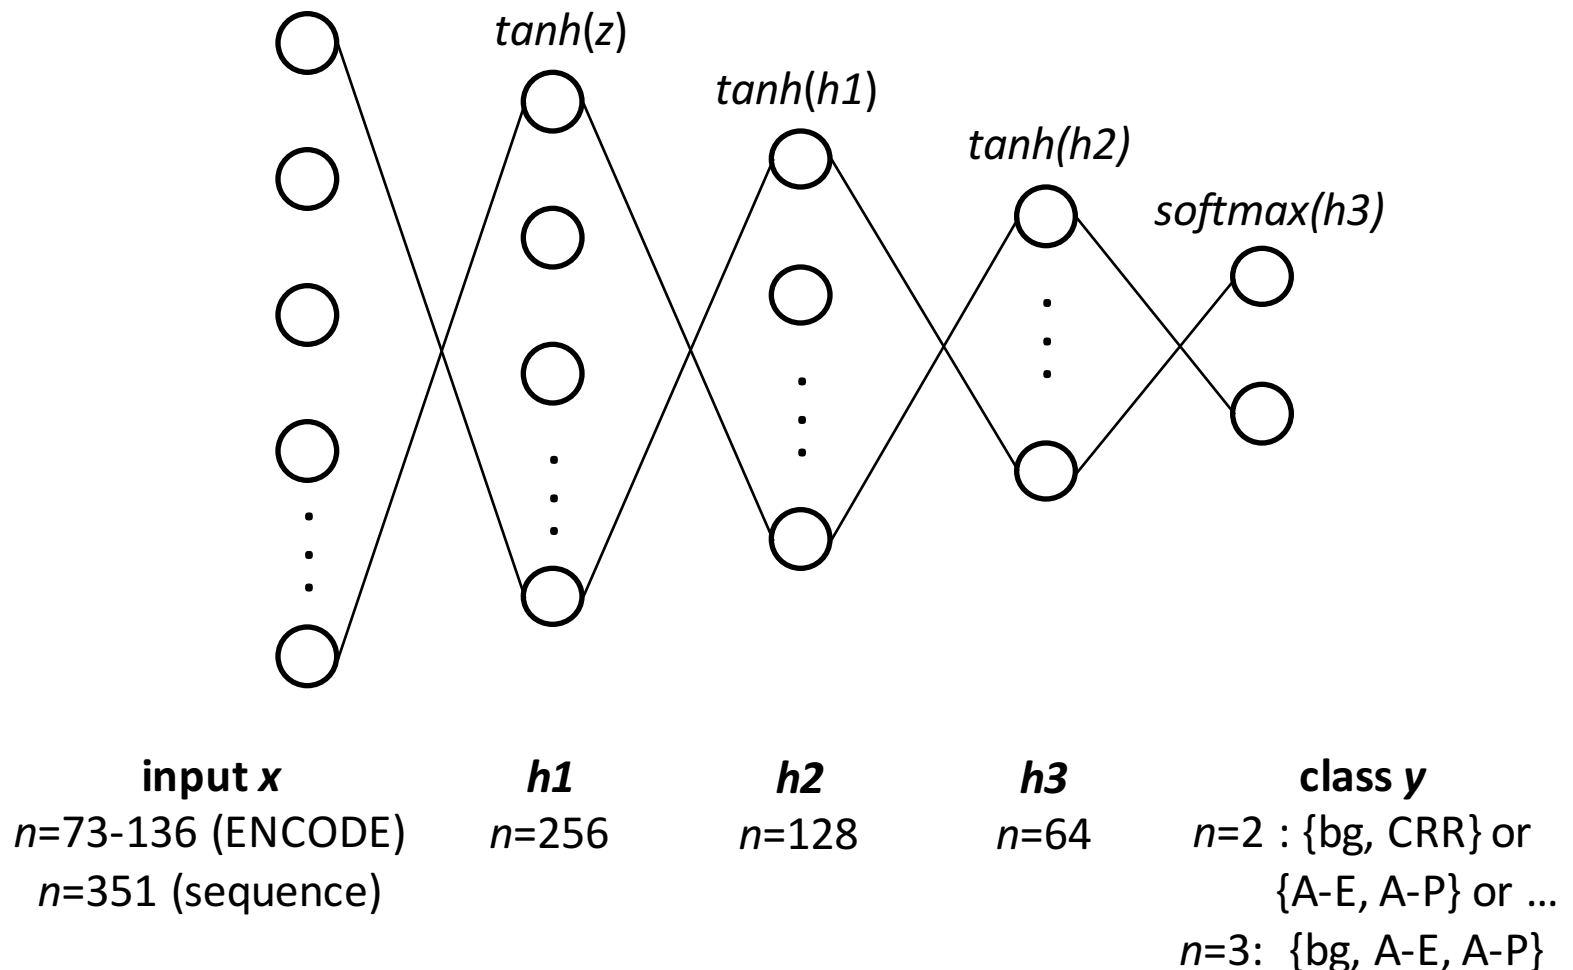 tanh(z)
tanh(h1)
tanh(h2)
softmax(h3)
input x
n=73-136 (ENCODE)
n=351 (sequence)
h1
n=256
h2
n=128
h3
n=64
class y
n=2 : {bg, CRR} or
{A-E, A-P} or ...
n=3: {bg, A-E, A-P}